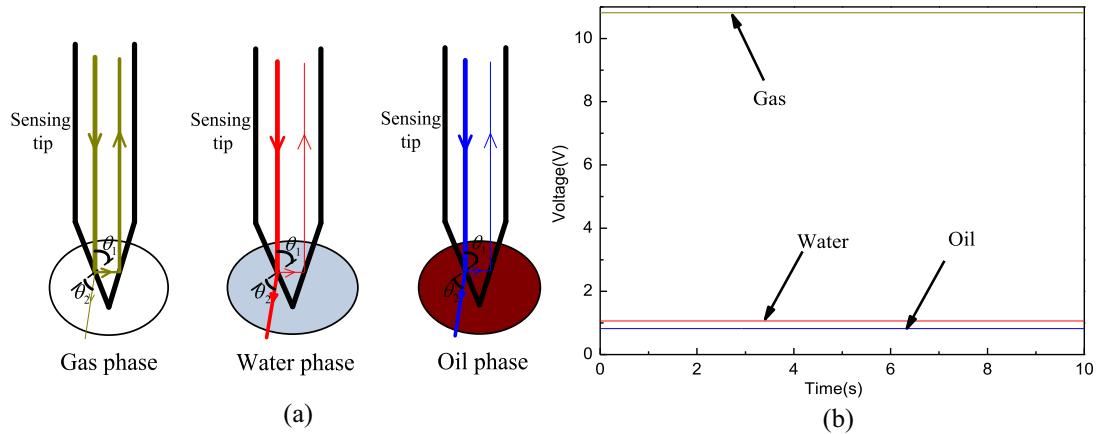 Sensing
tip
θ1
θ2
Gas phase
Sensing
tip
θ1
θ2
Water phase
Sensing
tip
θ
θ2
Oil phase
(a)
Voltage(V)
10
8
6
4
2
0
Gas
Water
Oil
0
2
4
6
8
10
Time(s)
(b)